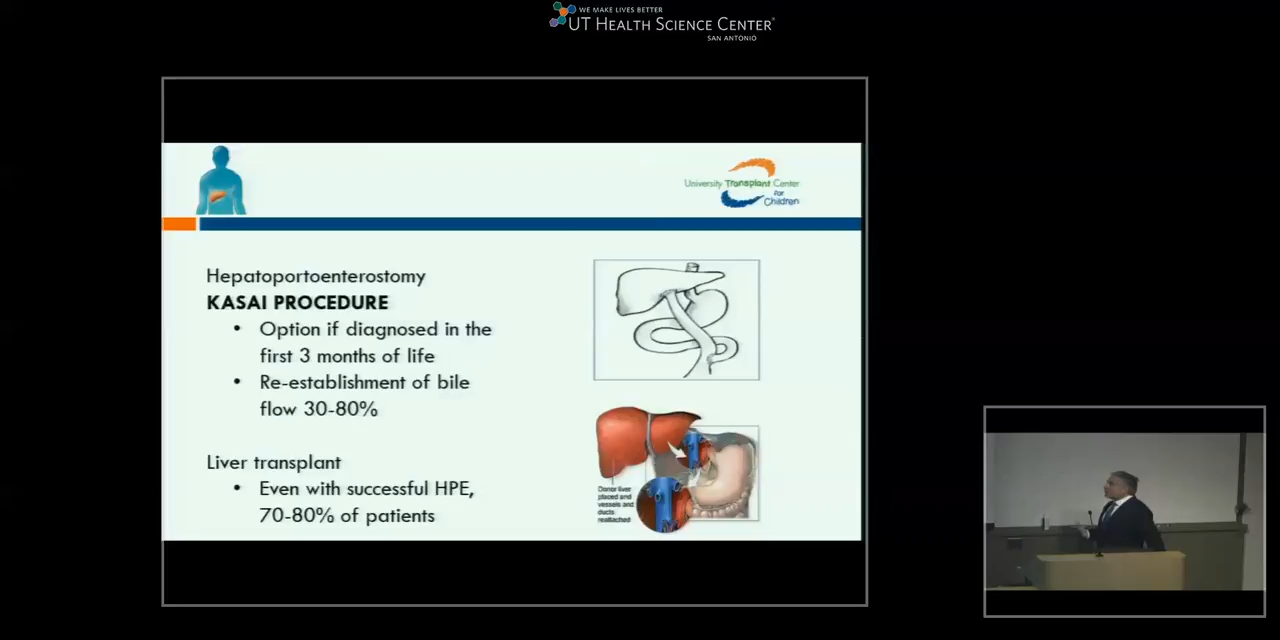 WE MAKE LIVES BETTER
UT HEALTH SCIENCE CENTER®
SAN ANTONIO
University Transplant Center
for
Children
Hepatoportoenterostomy
KASAI PROCEDURE
• Option if diagnosed in the
first 3 months of life
• Re-establishment of bile
flow 30-80%
Liver transplant
• Even with successful HPE,
70-80% of patients
Donor liver
placed and
vessels and
ducts
reattached